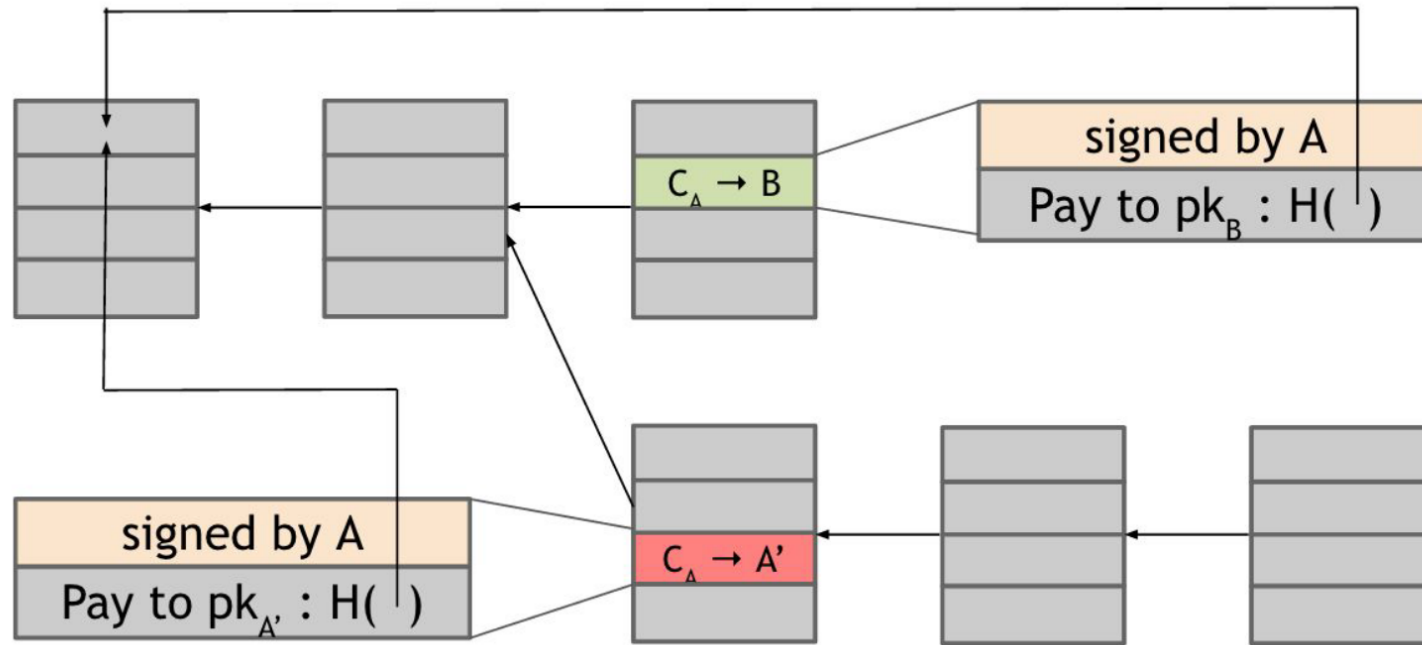 signed by A
C_A → B
Pay to pk_B : H( )
signed by A
C_A → A’
Pay to pk_A’ : H( )